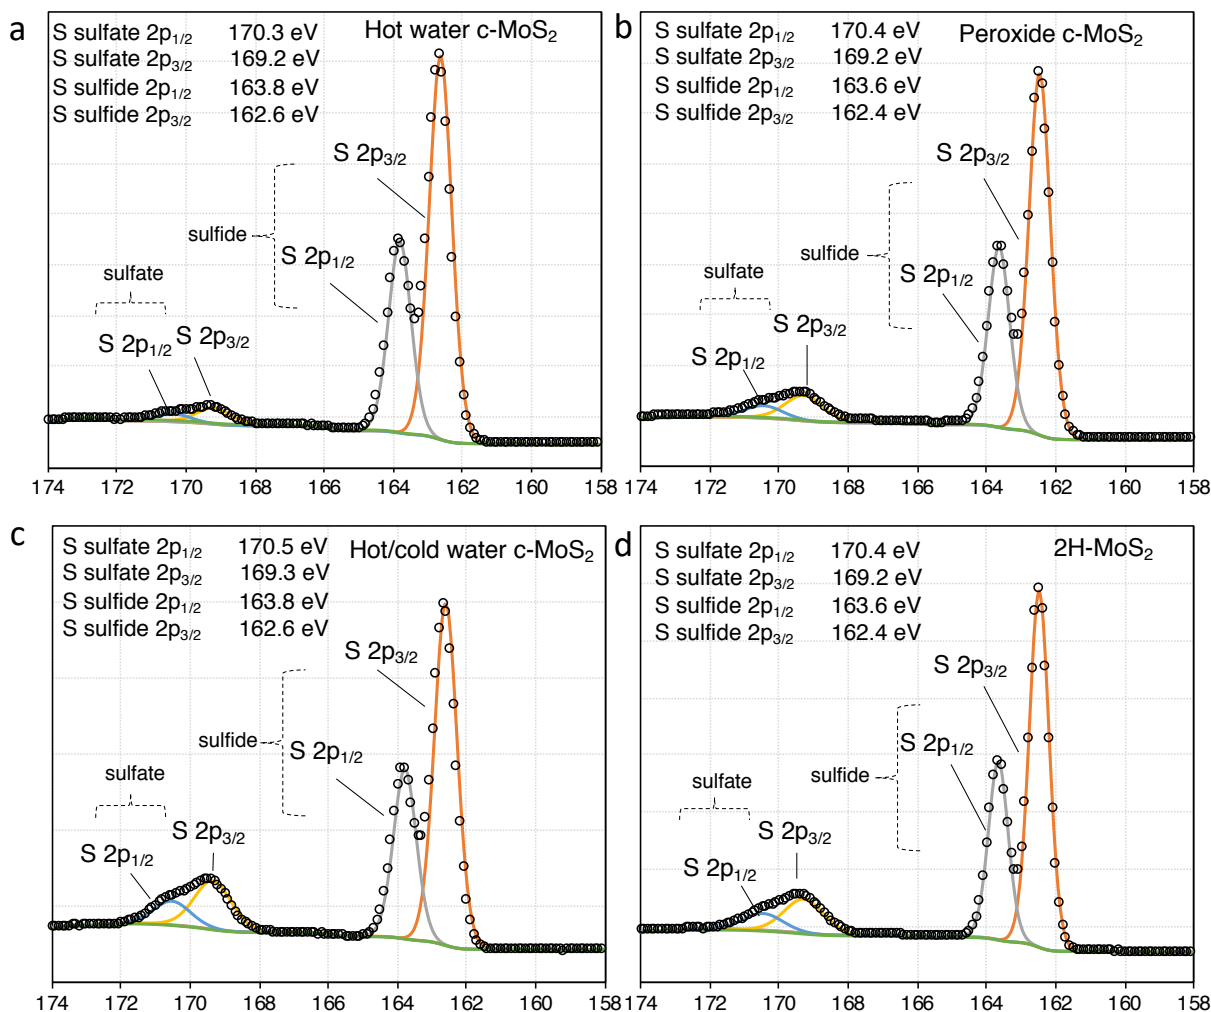 a
Hot water c-MoS2
S sulfate 2p1/2 170.3 eV
S sulfate 2p3/2 169.2 eV
S sulfide 2p1/2 163.8 eV
S sulfide 2p3/2 162.6 eV
S 2p3/2
sulfide
S 2p1/2
sulfate
S 2p3/2
S 2p1/2
174 172 170 168 166 164 162 160 158
b
Peroxide c-MoS2
S sulfate 2p1/2 170.4 eV
S sulfate 2p3/2 169.2 eV
S sulfide 2p1/2 163.6 eV
S sulfide 2p3/2 162.4 eV
S 2p3/2
sulfide
S 2p1/2
sulfate
S 2p3/2
S 2p1/2
174 172 170 168 166 164 162 160 158
c
Hot/cold water c-MoS2
S sulfate 2p1/2 170.5 eV
S sulfate 2p3/2 169.3 eV
S sulfide 2p1/2 163.8 eV
S sulfide 2p3/2 162.6 eV
S 2p3/2
sulfide
S 2p1/2
sulfate
S 2p3/2
S 2p1/2
174 172 170 168 166 164 162 160 158
d
2H-MoS2
S sulfate 2p1/2 170.4 eV
S sulfate 2p3/2 169.2 eV
S sulfide 2p1/2 163.6 eV
S sulfide 2p3/2 162.4 eV
S 2p3/2
S 2p1/2
sulfide
sulfate
S 2p3/2
S 2p1/2
174 172 170 168 166 164 162 160 158